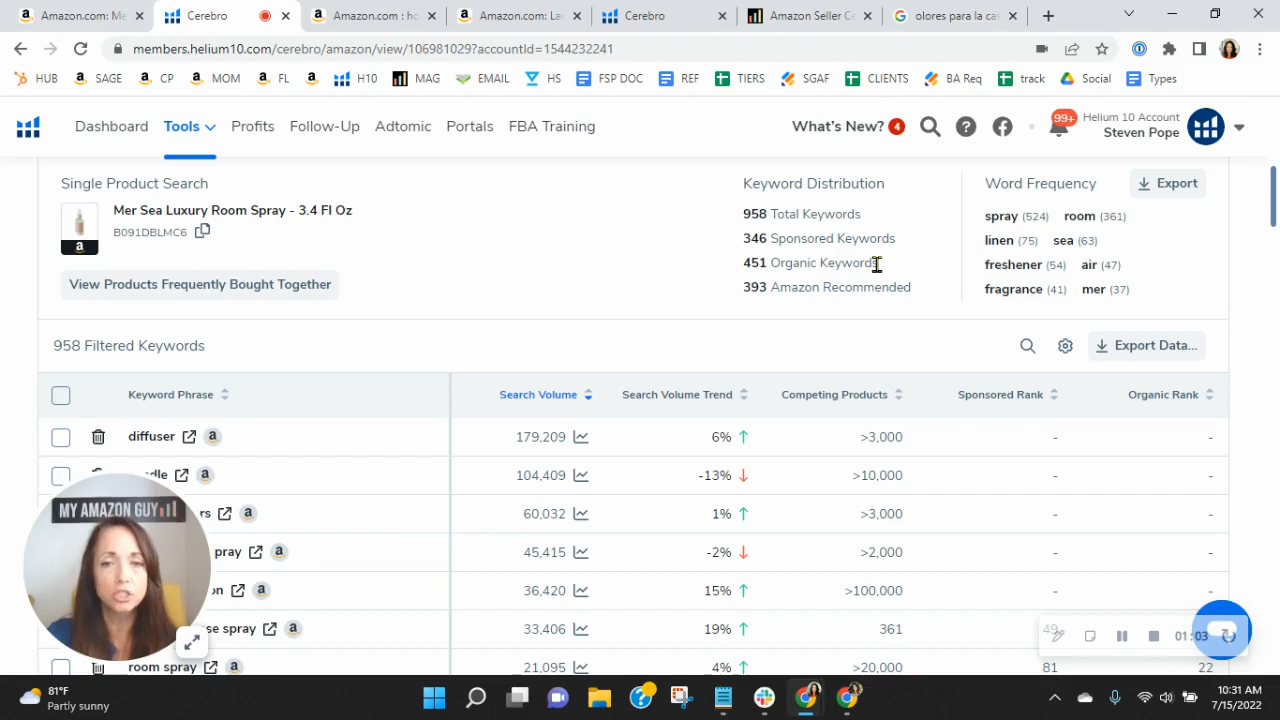 Amazon.com: Me
Cerebro
Amazon.com : ho
Amazon.com: La
Cerebro
Amazon Seller C
olores para la cas
members.helium10.com/cerebro/amazon/view/106981029?accountId=1544232241
HUB
SAGE
CP
MOM
FL
H10
MAG
EMAIL
HS
FSP DOC
REF
TIERS
SGAF
CLIENTS
BA Req
track
Social
Types
Dashboard
Tools
Profits
Follow-Up
Adtomic
Portals
FBA Training
What's New? 4
99+
Helium 10 Account
Steven Pope
Single Product Search
Mer Sea Luxury Room Spray - 3.4 Fl Oz
B091DBLMC6
View Products Frequently Bought Together
Keyword Distribution
958 Total Keywords
346 Sponsored Keywords
451 Organic Keywords
393 Amazon Recommended
Word Frequency
Export
spray (524) room (361)
linen (75) sea (63)
freshener (54) air (47)
fragrance (41) mer (37)
958 Filtered Keywords
Export Data...
Keyword Phrase Search Volume Search Volume Trend Competing Products Sponsored Rank Organic Rank
diffuser 179,209 6% >3,000 - -
dle 104,409 -13% >10,000 - -
rs 60,032 1% >3,000 - -
pray 45,415 -2% >2,000 - -
on 36,420 15% >100,000 - -
se spray 33,406 19% 361 49
room spray 21,095 4% >20,000 81 22
MY AMAZON GUY
01:03
81°F
Partly sunny
10:31 AM
7/15/2022